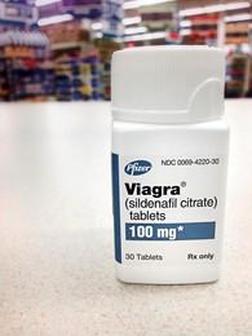 Pfizer
NDC 0069-4220-30
Viagra®
(sildenafil citrate)
tablets
100 mg*
30 Tablets Rx only